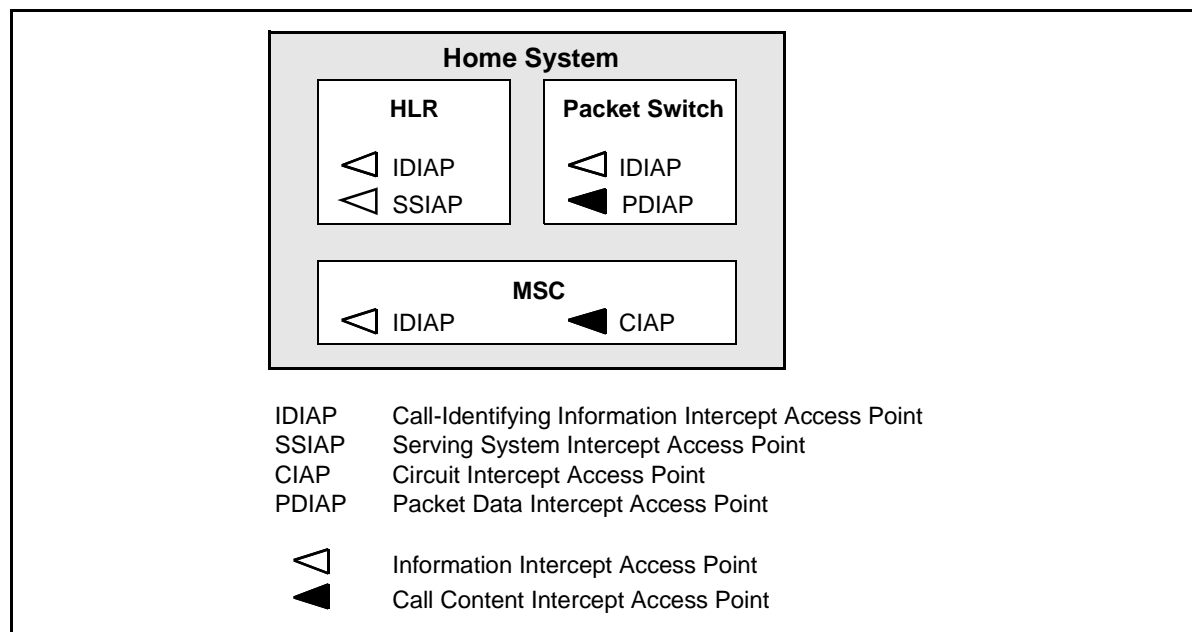 Home System
HLR
IDIAP
SSIAP
Packet Switch
IDIAP
PDIAP
MSC
IDIAP CIAP
IDIAP Call-Identifying Information Intercept Access Point
SSIAP Serving System Intercept Access Point
CIAP Circuit Intercept Access Point
PDIAP Packet Data Intercept Access Point
Information Intercept Access Point
Call Content Intercept Access Point